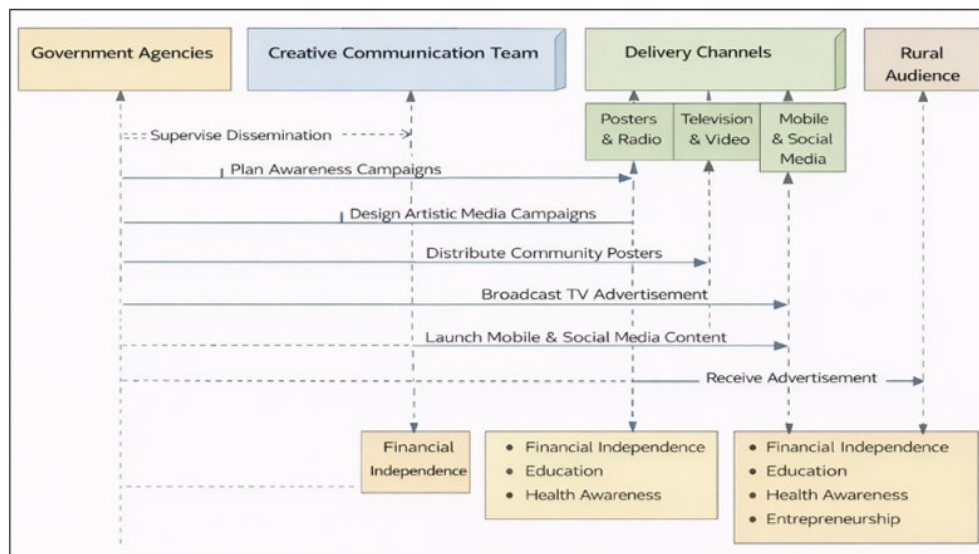 Government Agencies
Creative Communication Team
Delivery Channels
Rural
Audience
Posters
& Radio
Television
& Video
Mobile
& Social
Media
Supervise Dissemination
Plan Awareness Campaigns
Design Artistic Media Campaigns
Distribute Community Posters
Broadcast TV Advertisement
Launch Mobile & Social Media Content
Receive Advertisement
Financial
Independence
• Financial Independence
• Education
• Health Awareness
• Financial Independence
• Education
• Health Awareness
• Entrepreneurship